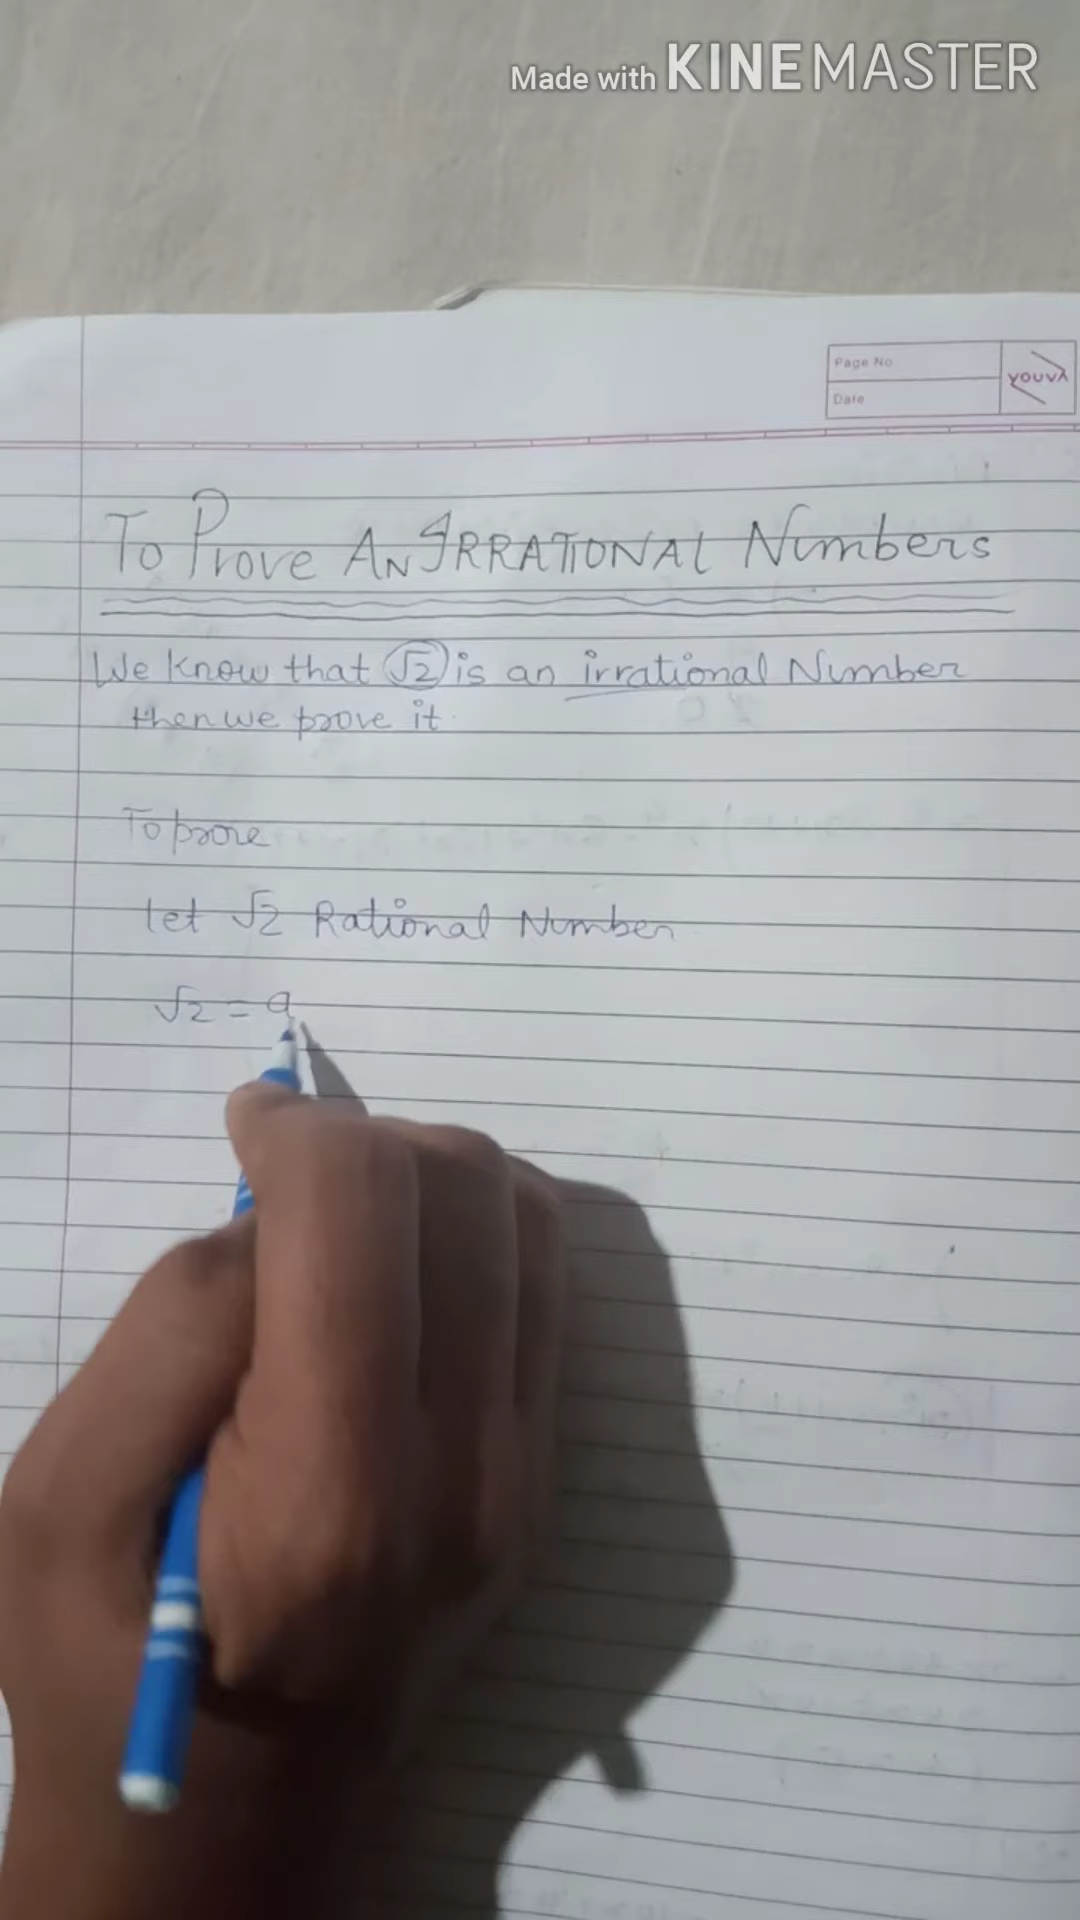 Made with KINEMASTER
Page No
Date
YOUVA
To Prove AN IRRATIONAL Numbers
We know that √2 is an irrational Number
then we prove it.
To prove
let √2 Rational Number
√2 = a